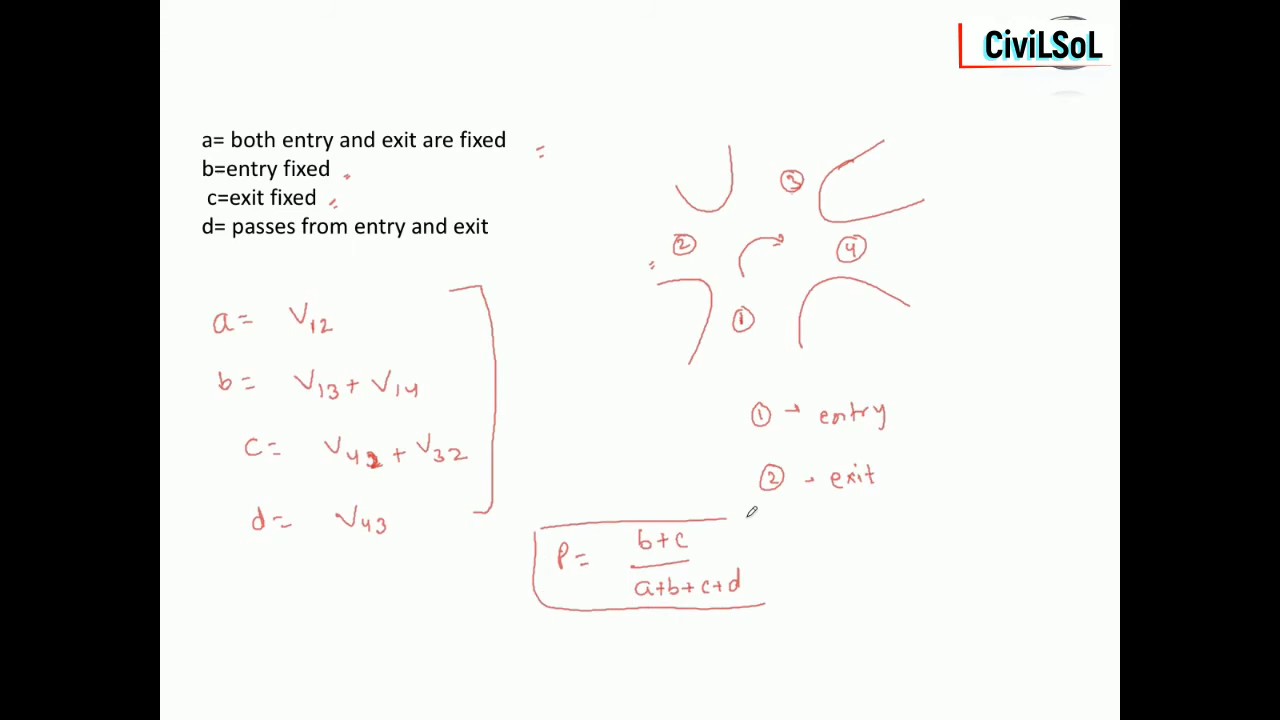 CiviLSoL
a= both entry and exit are fixed
b=entry fixed
c=exit fixed
d= passes from entry and exit
3
2
4
1
a= V12
b= V13 + V14
c= V42 + V32
d= V43
1 → entry
2 → exit
P= b+c
a+b+c+d